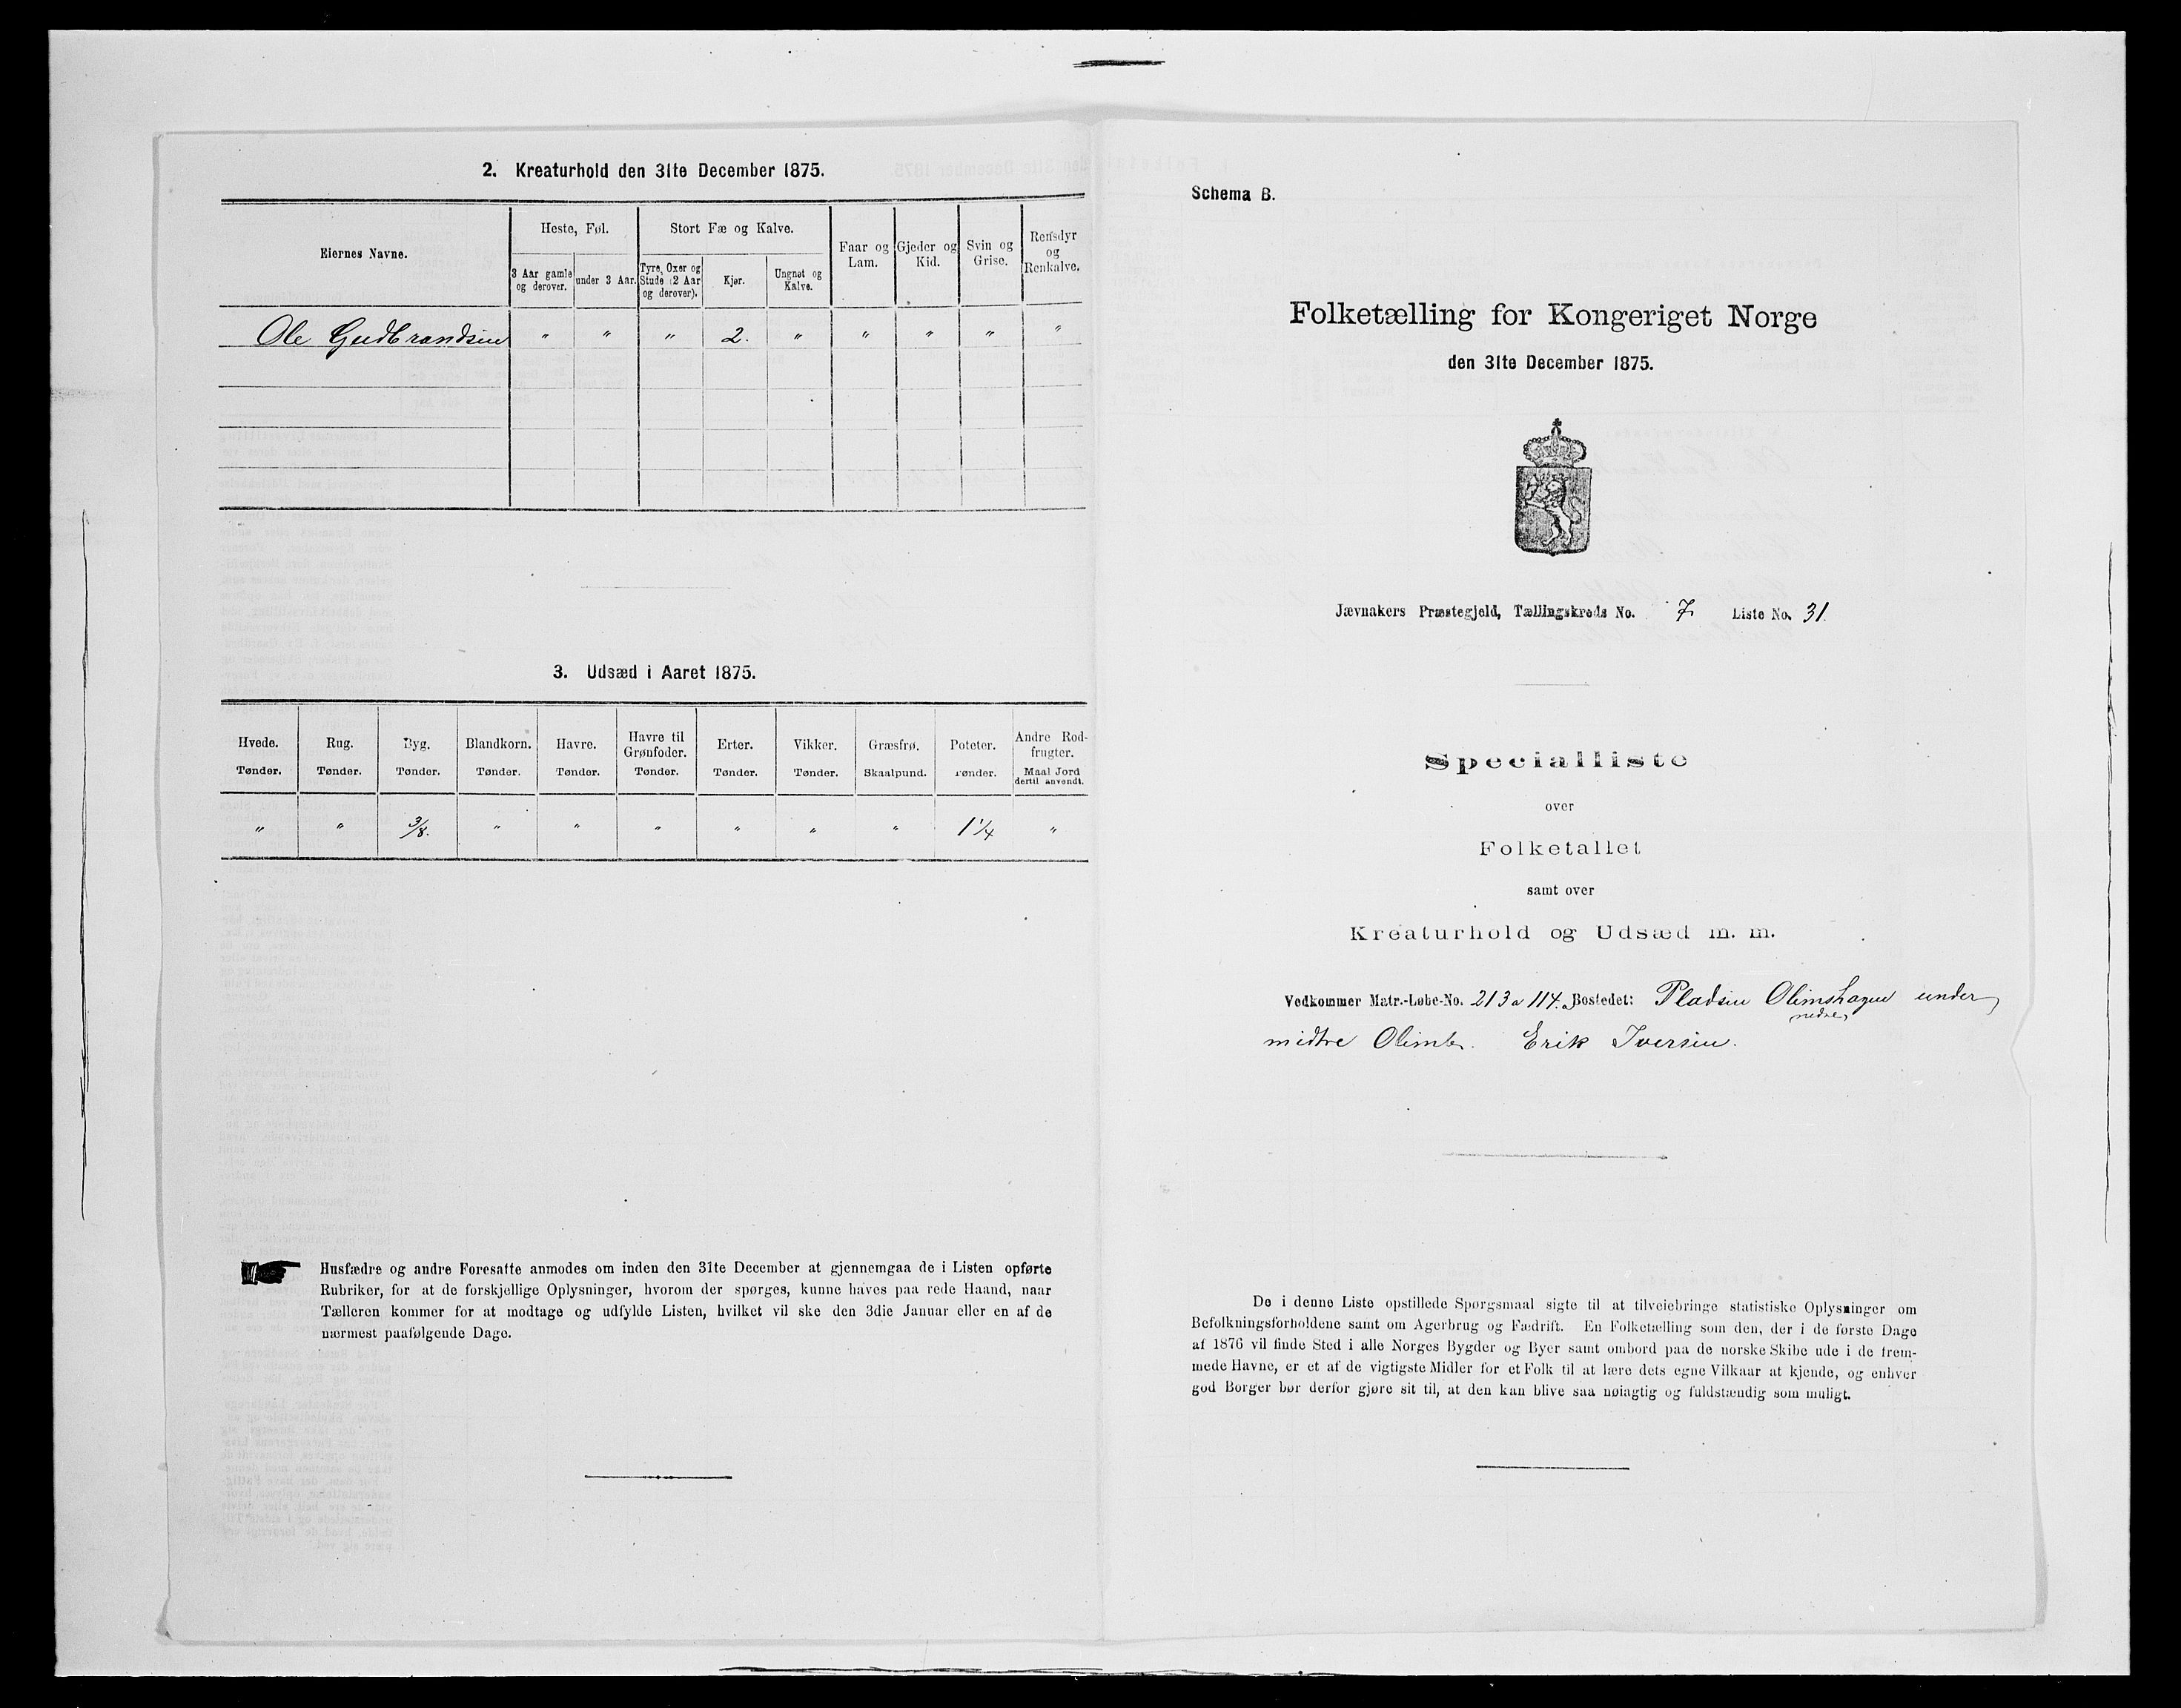 2. Kreaturhold den 31te December 1875.
Eiernes Navne.
Heste, Føl.
Stort Fæ og Kalve.
Faar og Lam.
Gjeder og Kid.
Svin og Grise.
Rensdyr og Renkalve.
3 Aar gamle og derover.
under 3 Aar.
Tyre, Oxer og Stude (2 Aar og derover).
Kjør.
Ungnøt og Kalve.
Ole Gudbrandsen " " " 2. " " " " "
3. Udsæd i Aaret 1875.
Hvede. Rug. Byg. Blandkorn. Havre. Havre til Grønfoder. Erter. Vikker. Græsfrø. Poteter. Andre Rodfrugter.
Tønder. Tønder. Tønder. Tønder. Tønder. Tønder. Tønder. Tønder. Skaalpund. Tønder. Maal Jord dertil anvendt.
" " 3/8. " " " " " " 1 1/4 "
Husfædre og andre Foresatte anmodes om inden den 31te December at gjennemgaa de i Listen opførte
Rubriker, for at de forskjellige Oplysninger, hvorom der spørges, kunne haves paa rede Haand, naar
Tælleren kommer for at modtage og udfylde Listen, hvilket vil ske den 3die Januar eller en af de
nærmest paafølgende Dage.
Schema B.
Folketælling for Kongeriget Norge
den 31te December 1875.
Jævnakers Præstegjeld, Tællingskreds No. 7. Liste No. 31.
Specialliste
over
Folketallet
samt over
Kreaturhold og Udsæd m. m.
Vedkommer Matr.-Løbe-No. 213 a 114. Bostedet: Pladsen Olimshagen under
nedre
midtre Olimb. Erik Iversen.
De i denne Liste opstillede Spørgsmaal sigte til at tilveiebringe statistiske Oplysninger om
Befolkningsforholdene samt om Agerbrug og Fædrift. En Folketælling som den, der i de første Dage
af 1876 vil finde Sted i alle Norges Bygder og Byer samt ombord paa de norske Skibe ude i de frem-
mede Havne, er et af de vigtigste Midler for et Folk til at lære dets egne Vilkaar at kjende, og enhver
god Borger bør derfor gjøre sit til, at den kan blive saa nøiagtig og fuldstændig som muligt.